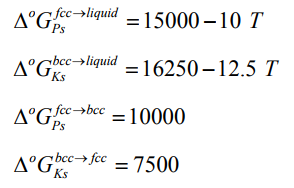 Δ°G_Ps^fcc→liquid = 15000 − 10 T
Δ°G_Ks^bcc→liquid = 16250 − 12.5 T
Δ°G_Ps^fcc→bcc = 10000
Δ°G_Ks^bcc→fcc = 7500